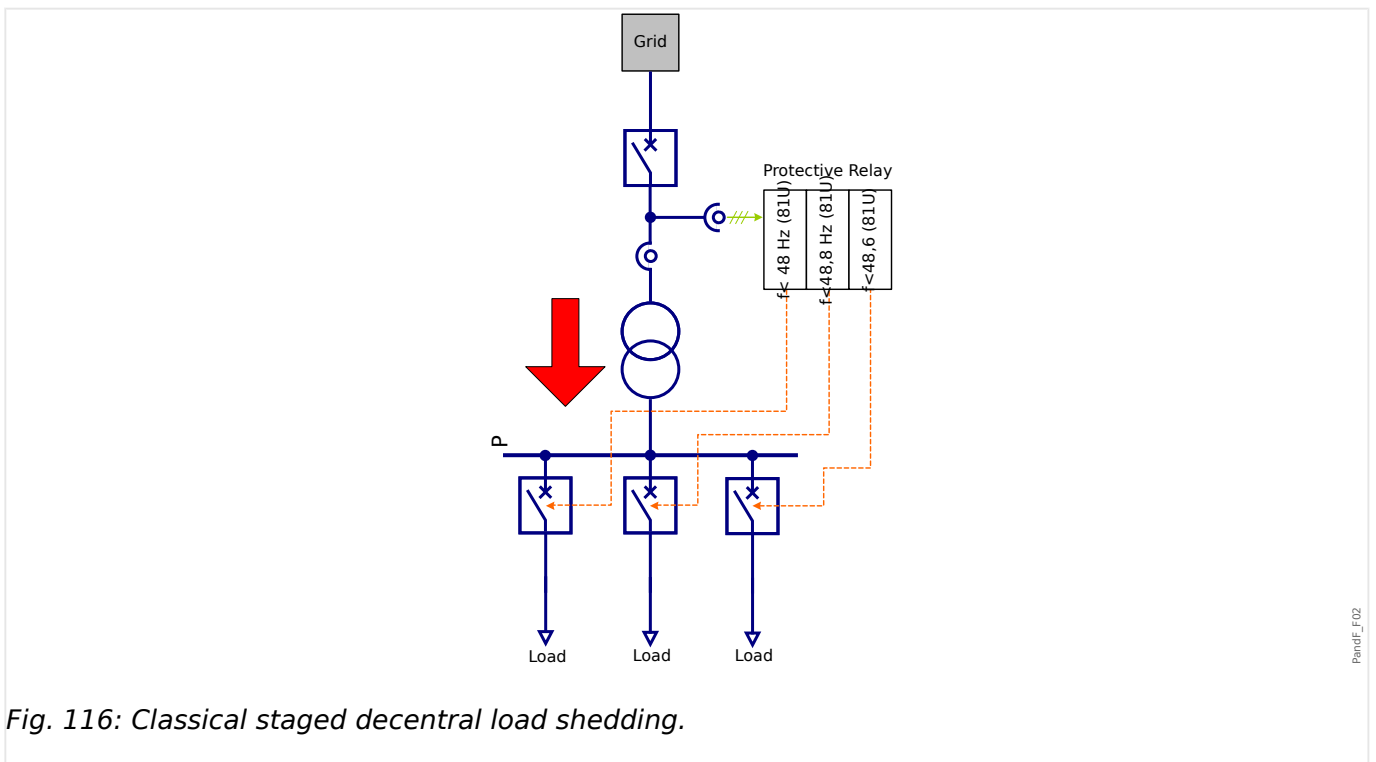 Grid
Protective Relay
f< 48 Hz (81U)
f<48,8 Hz (81U)
f<48,6 (81U)
P
Load
Load
Load
PandF_F02
Fig. 116: Classical staged decentral load shedding.